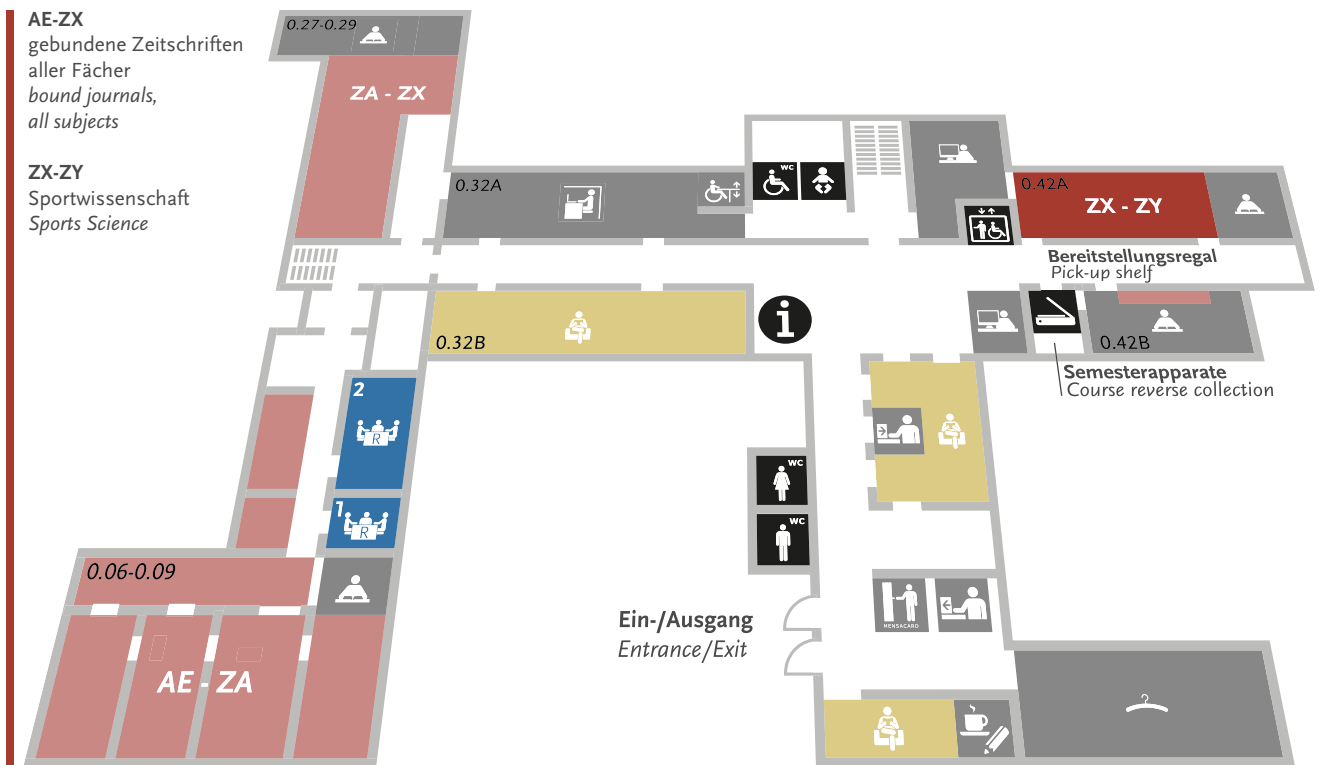 AE-ZX
gebundene Zeitschriften
aller Fächer
bound journals,
all subjects
ZX-ZY
Sportwissenschaft
Sports Science
0.27-0.29
ZA - ZX
0.32A
WC
0.42A
ZX - ZY
Bereitstellungsregal
Pick-up shelf
0.32B
0.42B
Semesterapparate
Course reverse collection
2
R
1
R
WC
WC
0.06-0.09
MENSACARD
Ein-/Ausgang
Entrance/Exit
AE - ZA